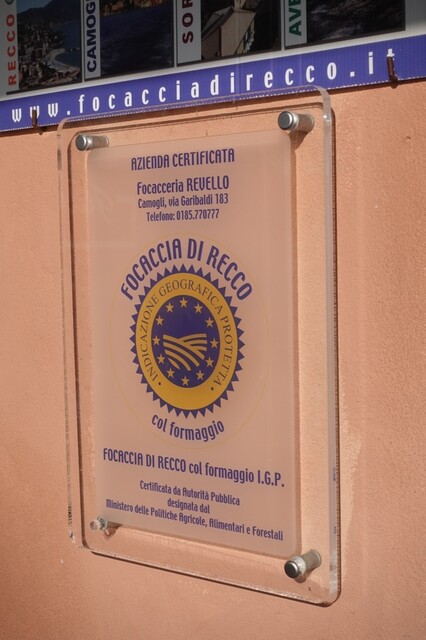 RECCO
CAMOG
SOR
AVE
www.focacciadirecco.it
AZIENDA CERTIFICATA
Focacceria REVELLO
Camogli, via Garibaldi 183
Telefono: 0185.770777
FOCACCIA DI RECCO
INDICAZIONE GEOGRAFICA PROTETTA
col formaggio
FOCACCIA DI RECCO col formaggio I.G.P.
Certificata da Autorità Pubblica
designata dal
Ministero delle Politiche Agricole, Alimentari e Forestali